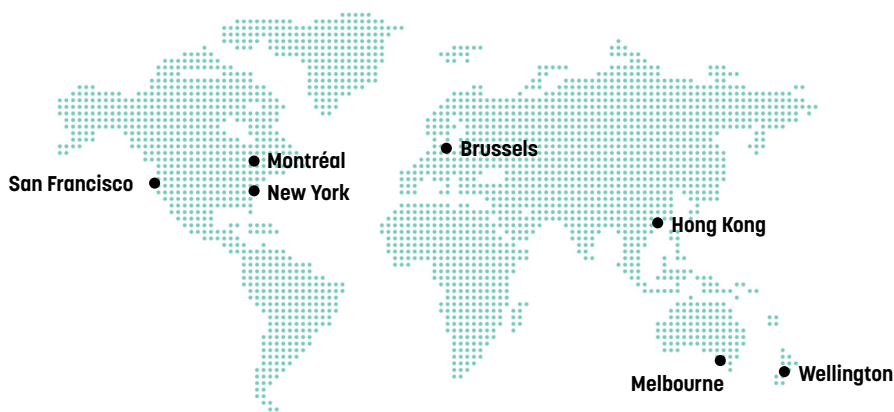 Montréal
Brussels
San Francisco
New York
Hong Kong
Wellington
Melbourne